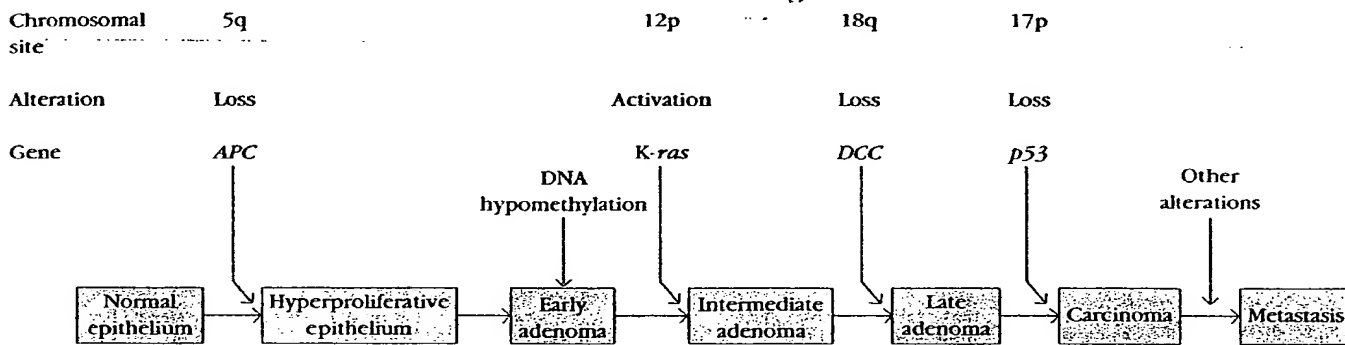 Chromosomal 5q 12p 18q 17p
site
Alteration Loss Activation Loss Loss
Gene APC K-ras DCC p53
DNA
hypomethylation
Other
alterations
Normal
epithelium
Hyperproliferative
epithelium
Early
adenoma
Intermediate
adenoma
Late
adenoma
Carcinoma
Metastasis